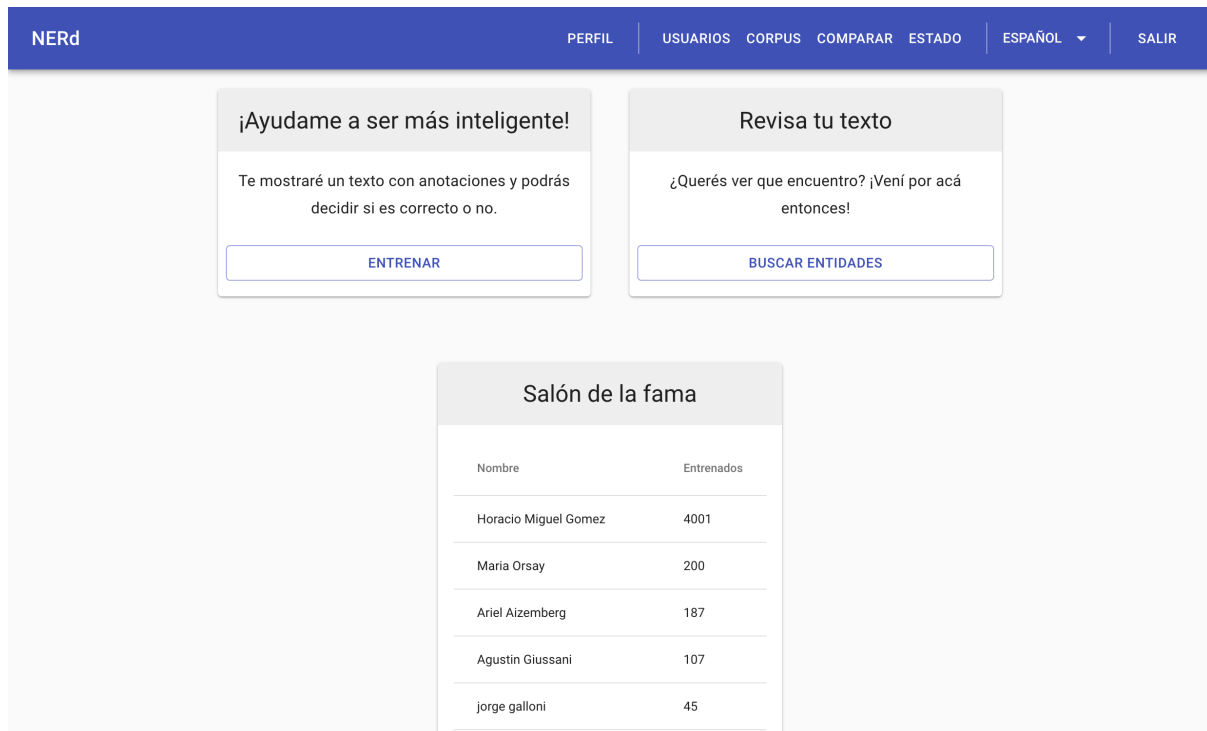 NERd PERFIL USUARIOS CORPUS COMPARAR ESTADO ESPAÑOL SALIR
¡Ayudame a ser más inteligente!
Te mostraré un texto con anotaciones y podrás
decidir si es correcto o no.
ENTRENAR
Revisa tu texto
¿Querés ver que encuentro? ¡Vení por acá
entonces!
BUSCAR ENTIDADES
Salón de la fama
Nombre Entrenados
Horacio Miguel Gomez 4001
Maria Orsay 200
Ariel Aizemberg 187
Agustin Giussani 107
jorge galloni 45